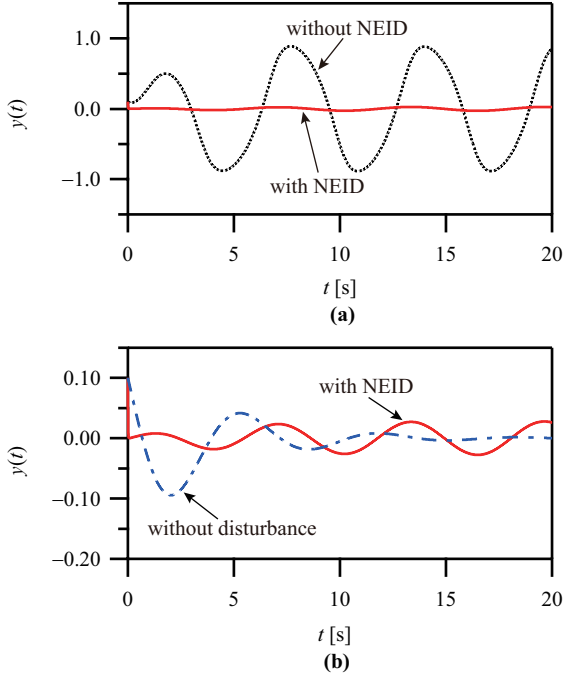 1.0
without NEID
y(t)
0.0
with NEID
−1.0
0
5
10
15
20
t [s]
(a)
0.10
with NEID
y(t)
0.00
−0.10
without disturbance
−0.20
0
5
10
15
20
t [s]
(b)